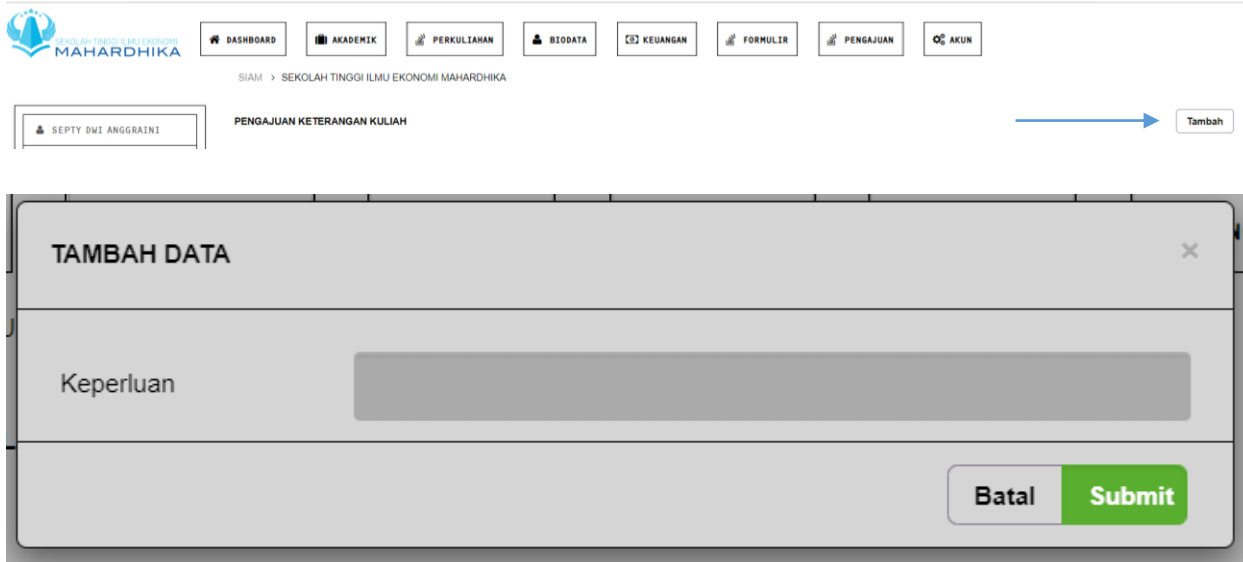 SEKOLAH TINGGI ILMU EKONOMI
MAHARDHIKA
DASHBOARD AKADEMIK PERKULIAHAN BIODATA KEUANGAN FORMULIR PENGAJUAN AKUN
SIAM > SEKOLAH TINGGI ILMU EKONOMI MAHARDHIKA
SEPTY DWI ANGGRAINI
PENGAJUAN KETERANGAN KULIAH
Tambah
TAMBAH DATA
×
Keperluan
Batal Submit